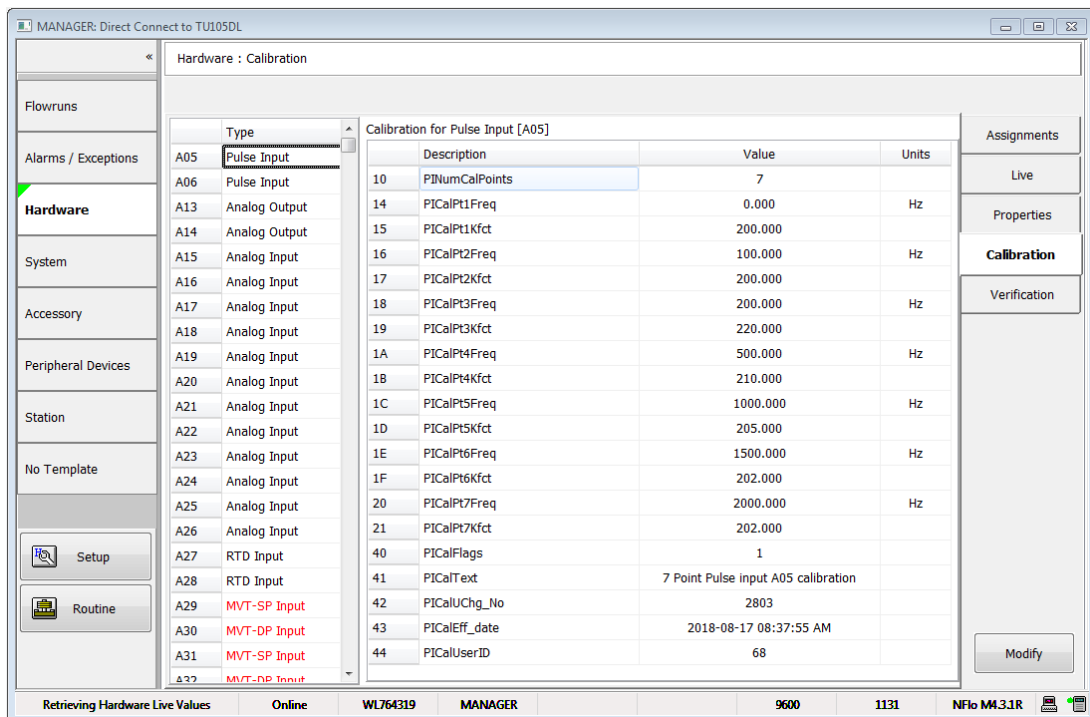 MANAGER: Direct Connect to TU105DL
«
Hardware : Calibration
Flowruns
Alarms / Exceptions
Hardware
System
Accessory
Peripheral Devices
Station
No Template
Setup
Routine
Type
A05 Pulse Input
A06 Pulse Input
A13 Analog Output
A14 Analog Output
A15 Analog Input
A16 Analog Input
A17 Analog Input
A18 Analog Input
A19 Analog Input
A20 Analog Input
A21 Analog Input
A22 Analog Input
A23 Analog Input
A24 Analog Input
A25 Analog Input
A26 Analog Input
A27 RTD Input
A28 RTD Input
A29 MVT-SP Input
A30 MVT-DP Input
A31 MVT-SP Input
A32 MVT-DP Input
Calibration for Pulse Input [A05]
Description Value Units
10 PINumCalPoints 7
14 PICalPt1Freq 0.000 Hz
15 PICalPt1Kfct 200.000
16 PICalPt2Freq 100.000 Hz
17 PICalPt2Kfct 200.000
18 PICalPt3Freq 200.000 Hz
19 PICalPt3Kfct 220.000
1A PICalPt4Freq 500.000 Hz
1B PICalPt4Kfct 210.000
1C PICalPt5Freq 1000.000 Hz
1D PICalPt5Kfct 205.000
1E PICalPt6Freq 1500.000 Hz
1F PICalPt6Kfct 202.000
20 PICalPt7Freq 2000.000 Hz
21 PICalPt7Kfct 202.000
40 PICalFlags 1
41 PICalText 7 Point Pulse input A05 calibration
42 PICalUChg_No 2803
43 PICalEff_date 2018-08-17 08:37:55 AM
44 PICalUserID 68
Assignments
Live
Properties
Calibration
Verification
Modify
Retrieving Hardware Live Values Online WL764319 MANAGER 9600 1131 NFlo M4.3.1R